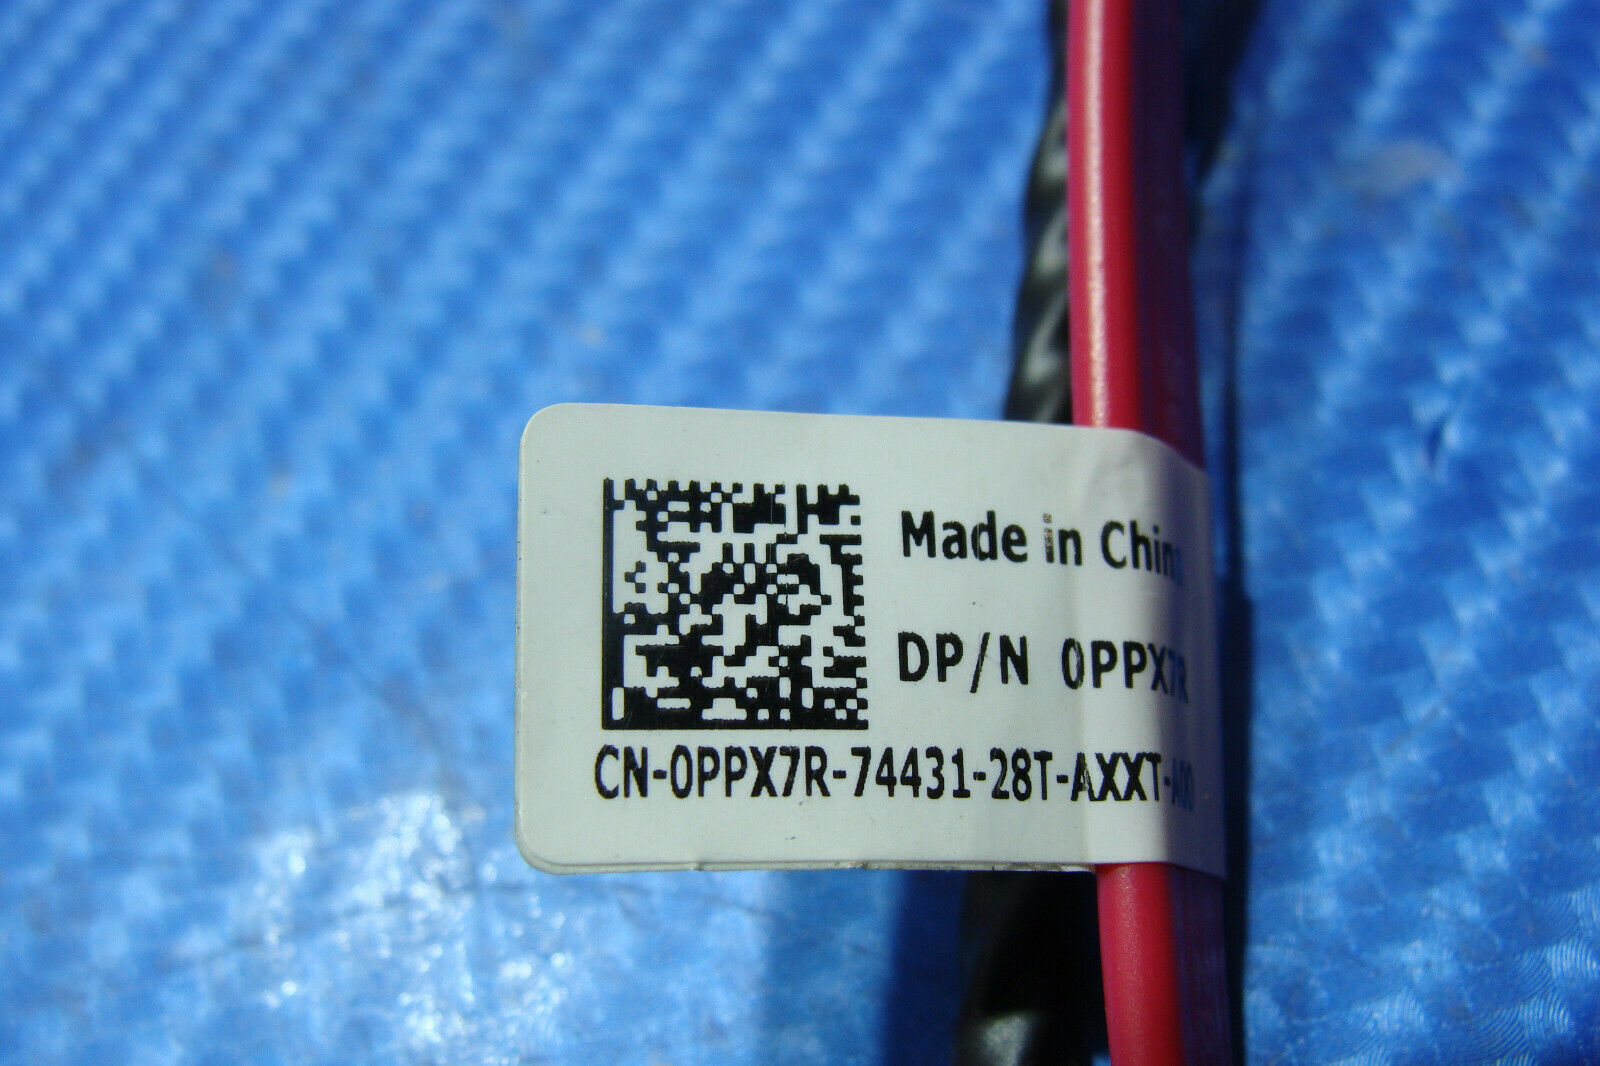 Made in China
DP/N 0PPX7R
CN-0PPX7R-74431-28T-AXXT-A00